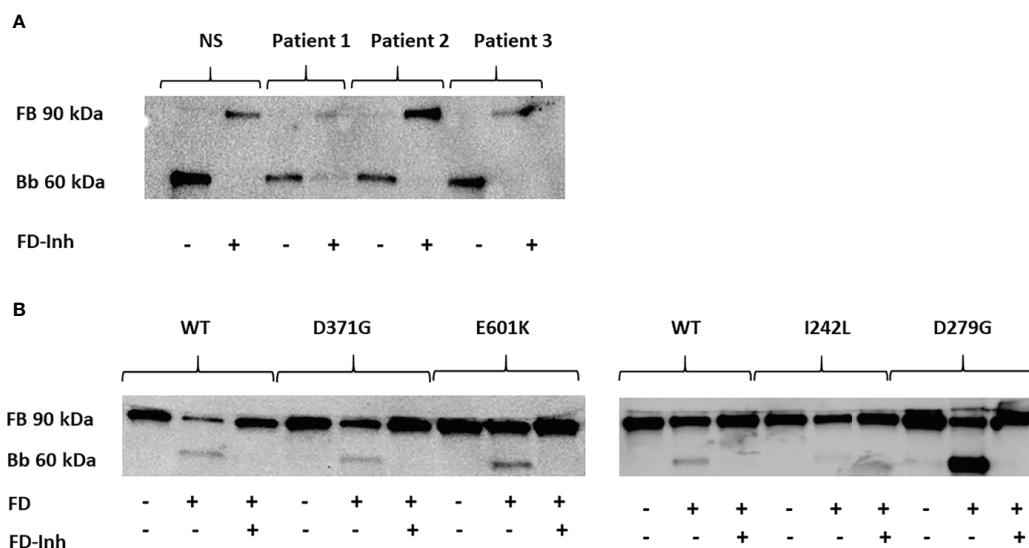 A
NS Patient 1 Patient 2 Patient 3
FB 90 kDa
Bb 60 kDa
FD-Inh - + - + - + - +
B
WT D371G E601K WT I242L D279G
FB 90 kDa
Bb 60 kDa
FD - + + - + + - + + - + + - + + - + +
FD-Inh - - + - - + - - + - - + - - + - - +